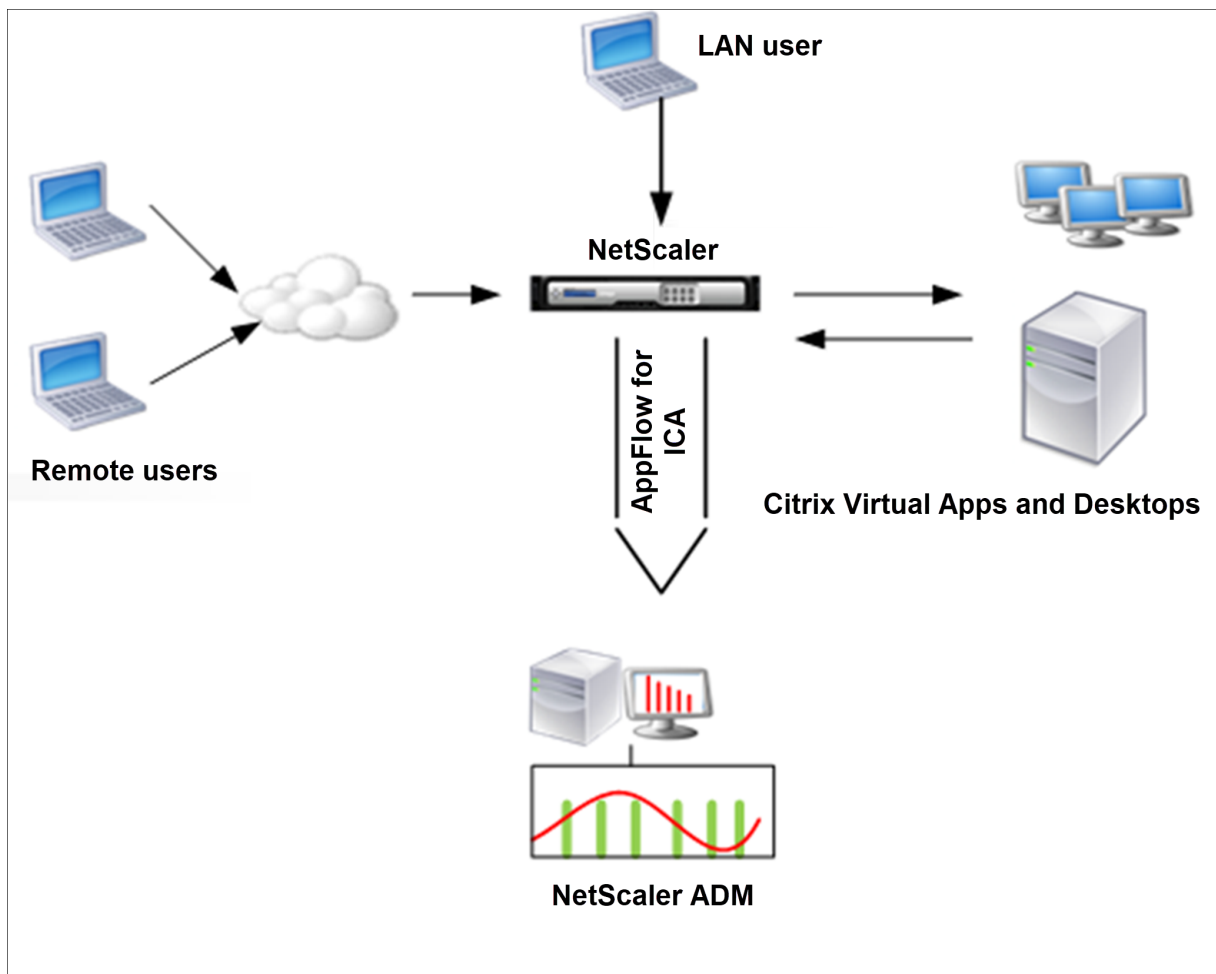 LAN user
NetScaler
AppFlow for
ICA
Remote users
Citrix Virtual Apps and Desktops
NetScaler ADM